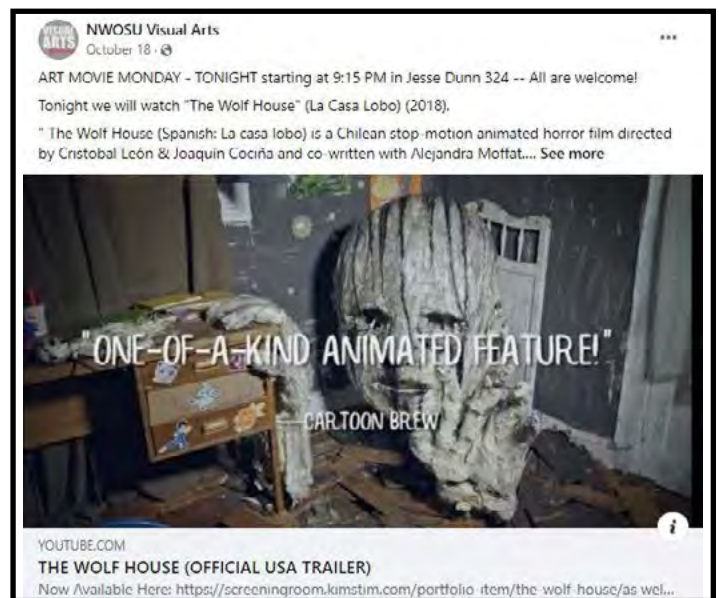 VISUAL
ARTS
NWOSU Visual Arts
October 18 ·
ART MOVIE MONDAY - TONIGHT starting at 9:15 PM in Jesse Dunn 324 -- All are welcome!
Tonight we will watch "The Wolf House" (La Casa Lobo) (2018).
" The Wolf House (Spanish: La casa lobo) is a Chilean stop-motion animated horror film directed
by Cristobal León & Joaquín Cociña and co-written with Alejandra Moffat.... See more
"ONE-OF-A-KIND ANIMATED FEATURE!"
—CARTOON BREW
i
YOUTUBE.COM
THE WOLF HOUSE (OFFICIAL USA TRAILER)
Now Available Here: https://screeningroom.kimstim.com/portfolio-item/the-wolf-house/as wel...